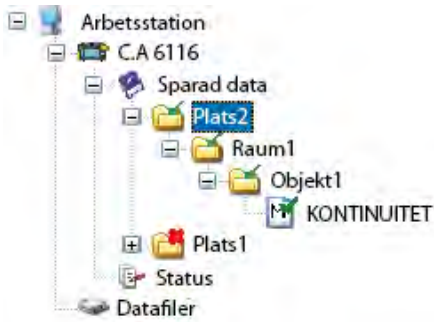 Arbetsstation
C.A 6116
Sparad data
Plats2
Raum1
Objekt1
KONTINUITET
Plats1
Status
Datafiler